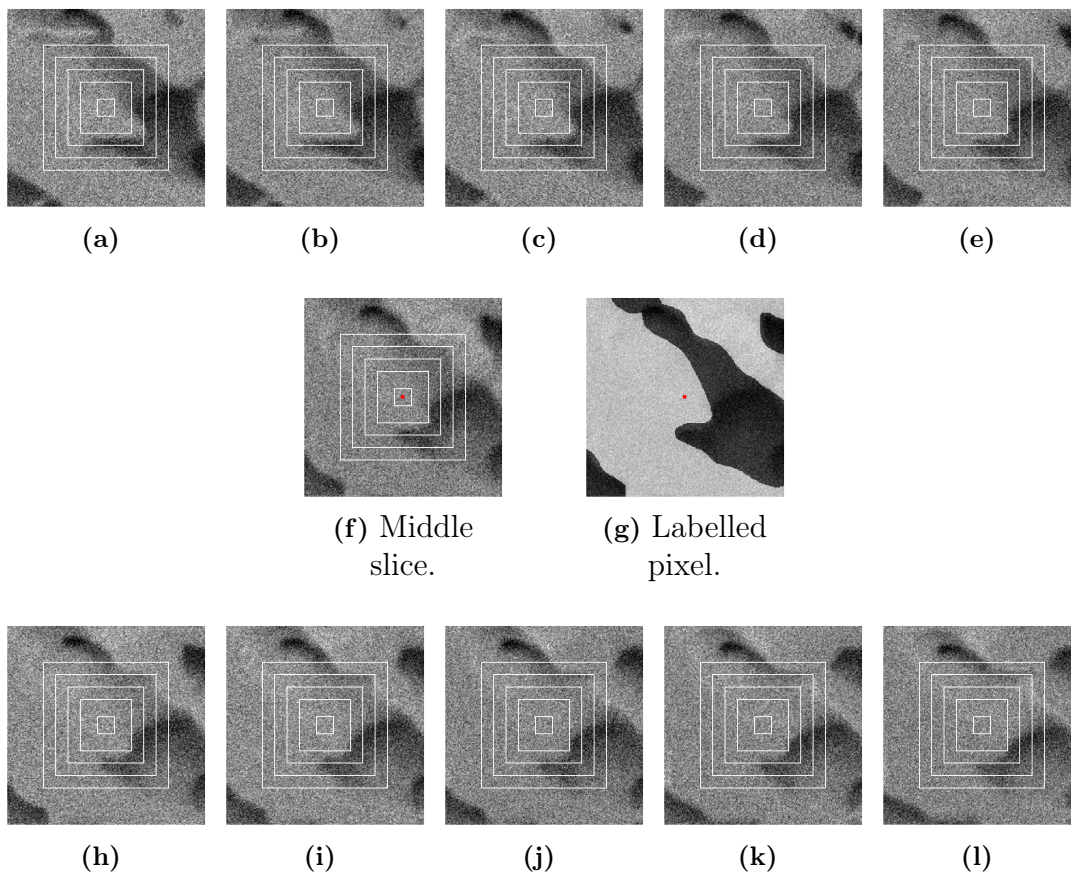 (a) (b) (c) (d) (e)
(f) Middle slice.
(g) Labelled pixel.
(h) (i) (j) (k) (l)